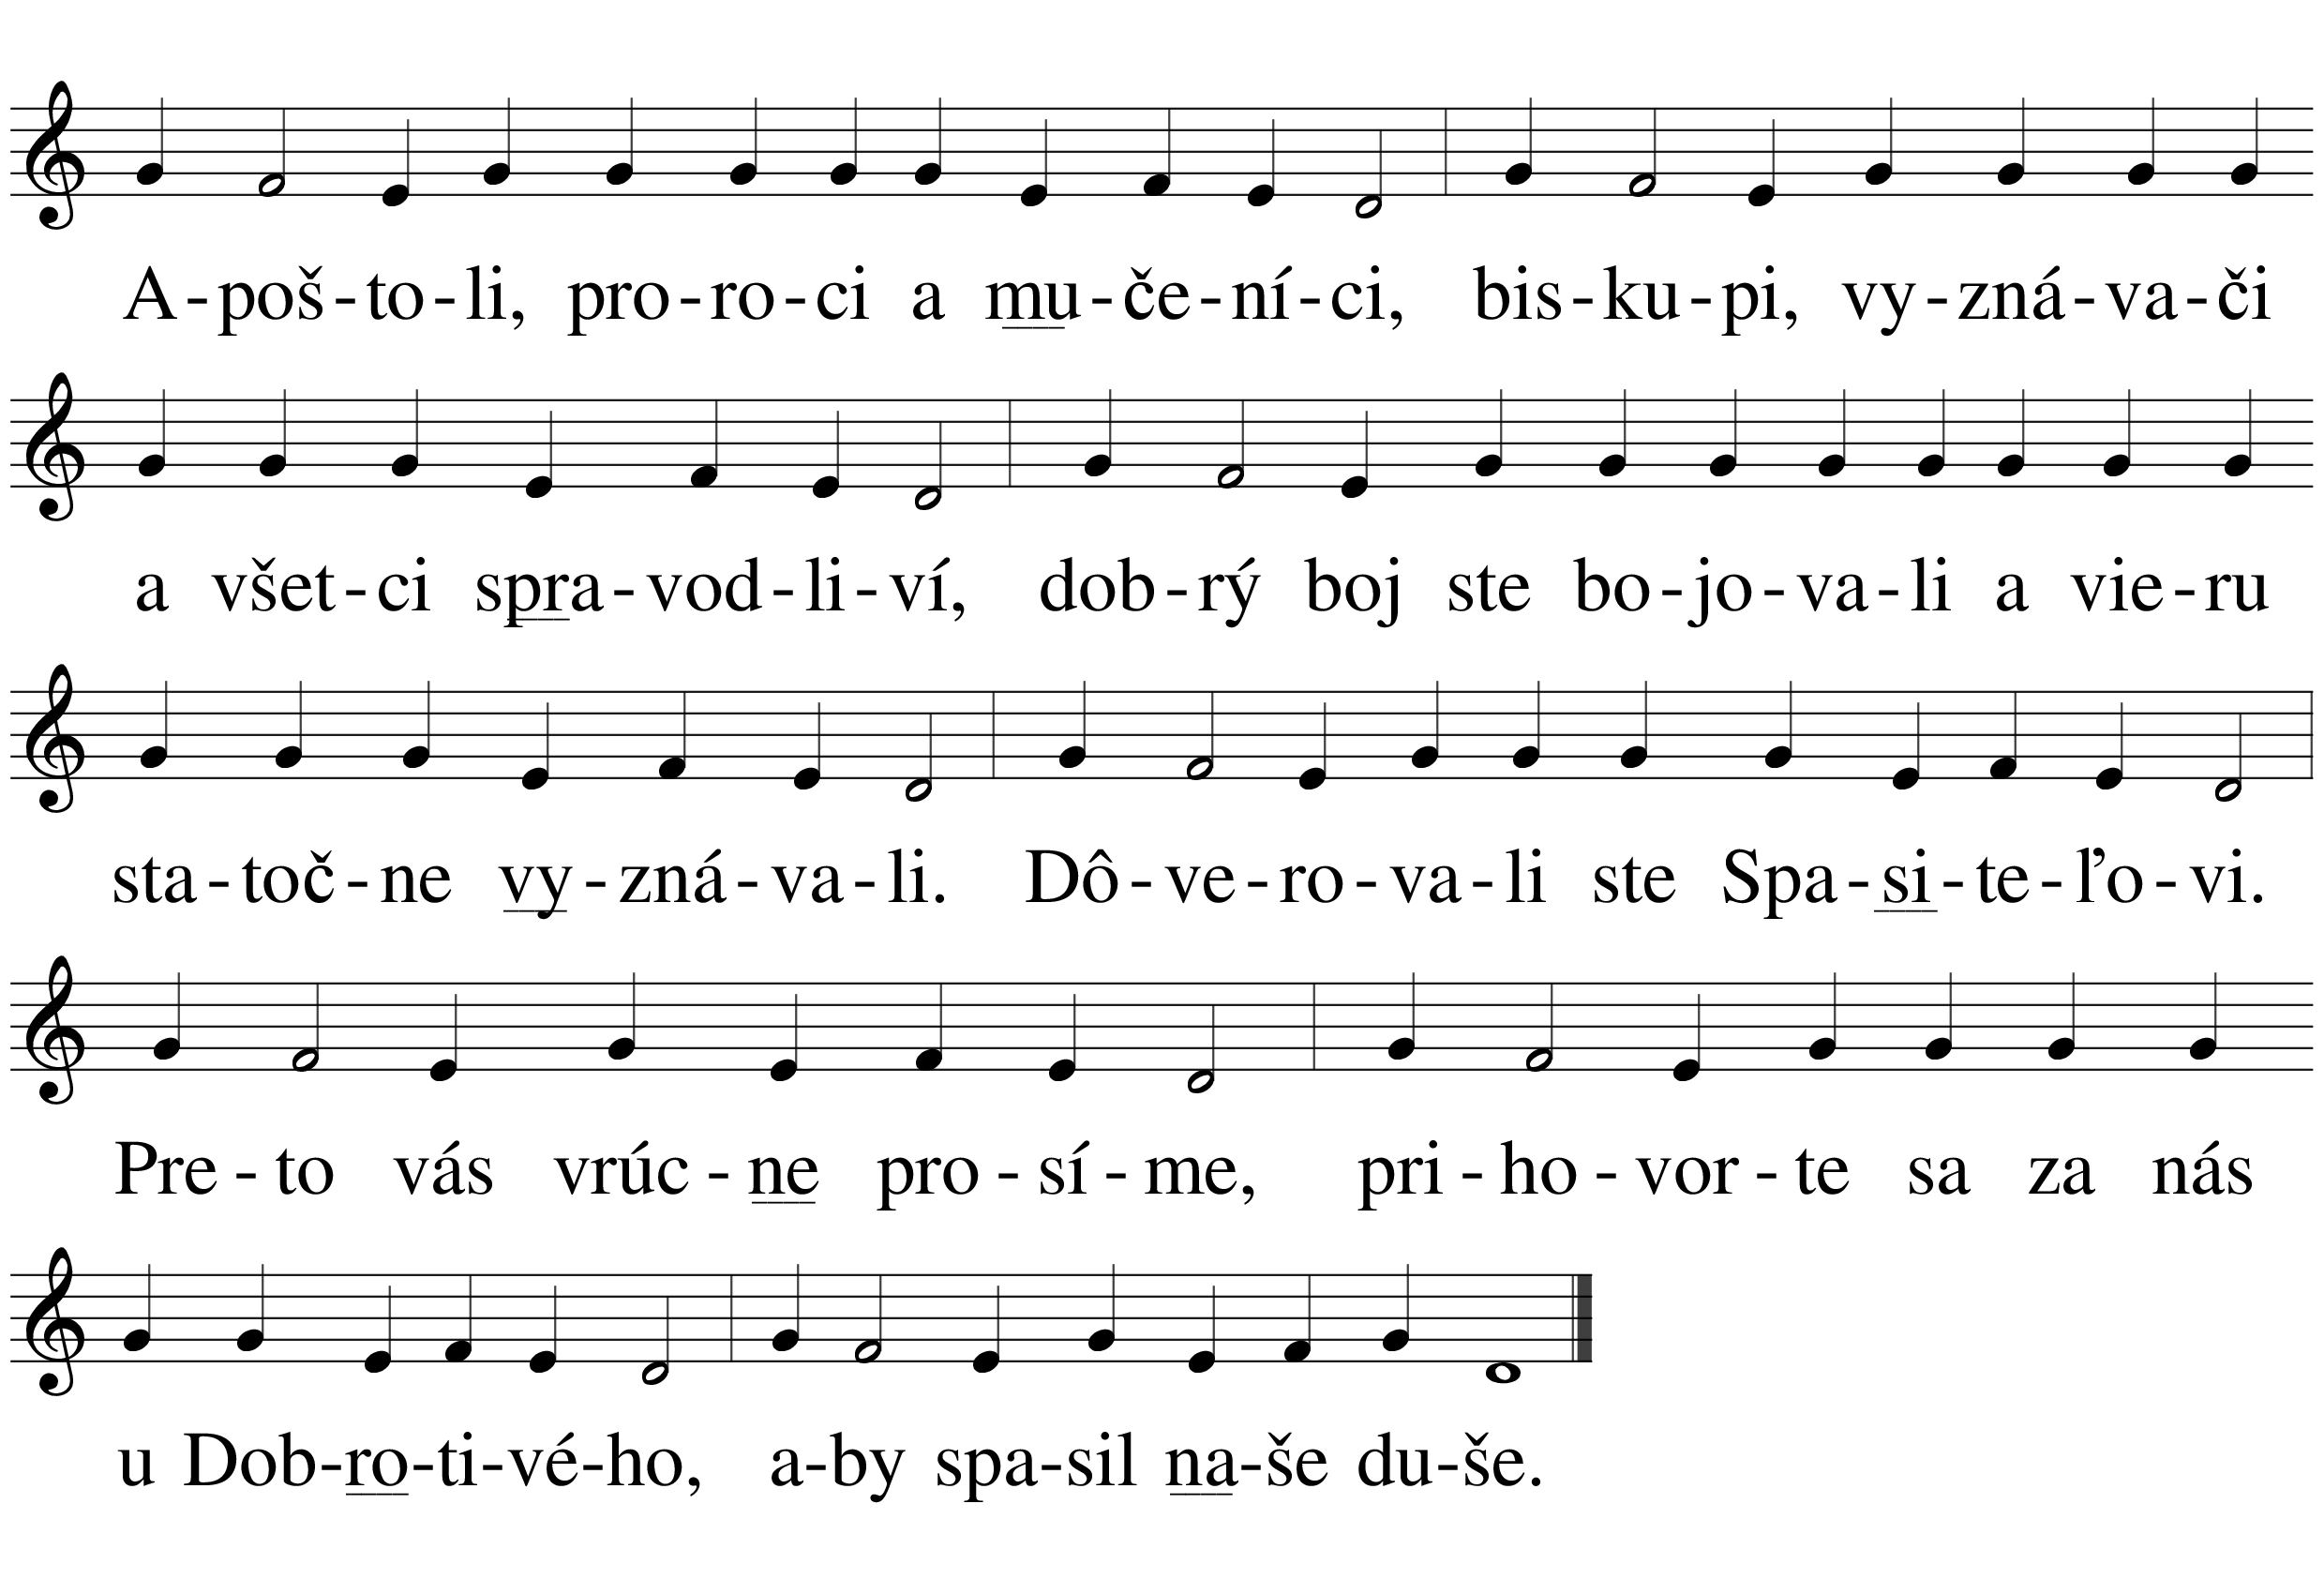 A-poš-to-li, pro-ro-ci a mu-če-ní-ci, bis-ku-pi, vy-zná-va-či
a všet-ci spra-vod-li-ví, dob-rý boj ste bo-jo-va-li a vie-ru
sta-toč-ne vy-zná-va-li. Dô-ve-ro-va-li ste Spa-si-te-ľo-vi.
Pre-to vás vrúc-ne pro-sí-me, pri-ho-vor-te sa za nás
u Dob-ro-ti-vé-ho, a-by spa-sil na-še du-še.